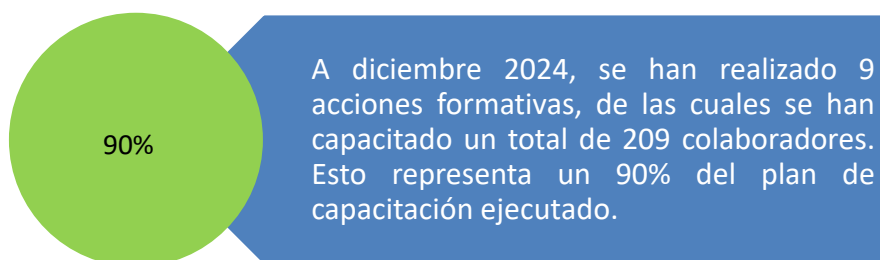 90%
A diciembre 2024, se han realizado 9
acciones formativas, de las cuales se han
capacitado un total de 209 colaboradores.
Esto representa un 90% del plan de
capacitación ejecutado.